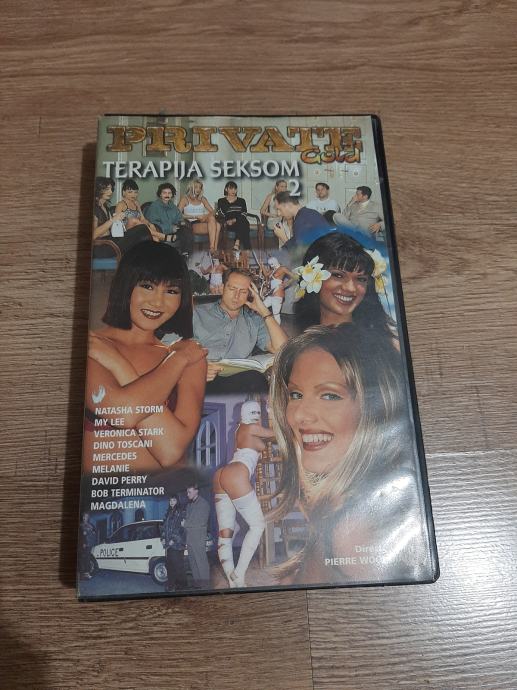 PRIVATE
Gold
TERAPIJA SEKSOM
2
NATASHA STORM
MY LEE
VERONICA STARK
DINO TOSCANI
MERCEDES
MELANIE
DAVID PERRY
BOB TERMINATOR
MAGDALENA
POLICE
PIERRE